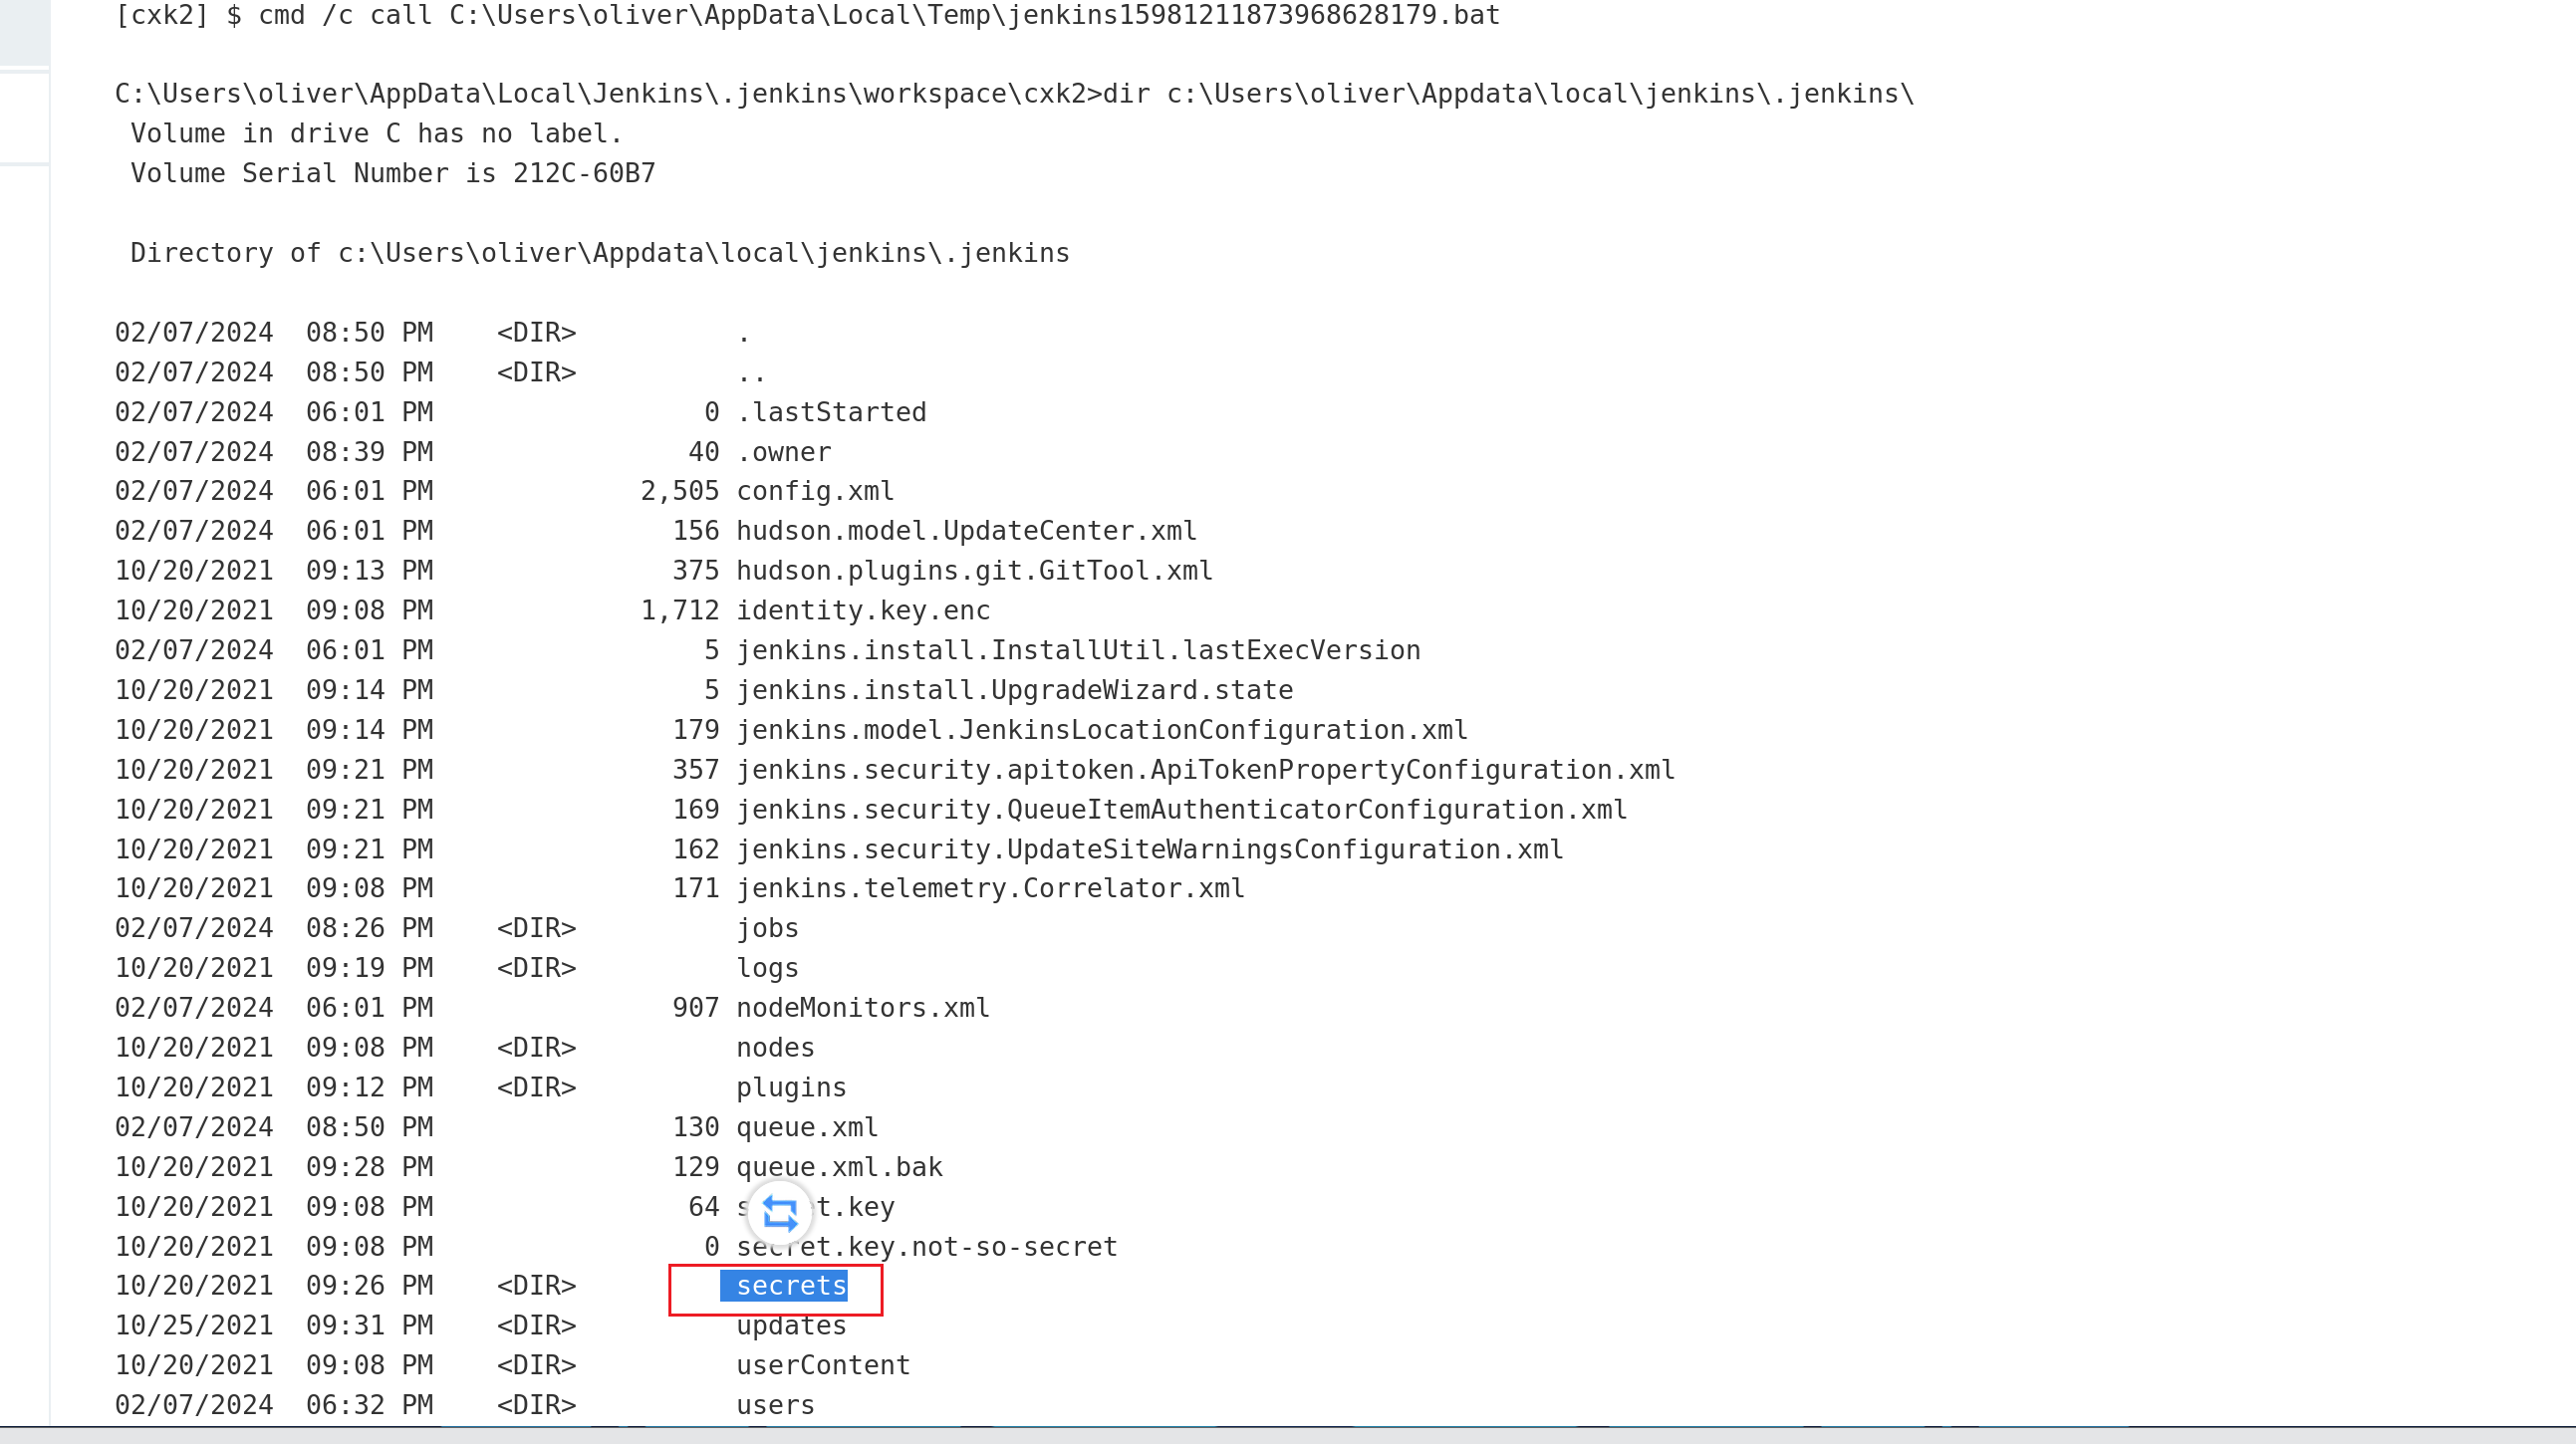 [cxk2] $ cmd /c call C:\Users\oliver\AppData\Local\Temp\jenkins15981211873968628179.bat
C:\Users\oliver\AppData\Local\Jenkins\.jenkins\workspace\cxk2>dir c:\Users\oliver\Appdata\local\jenkins\.jenkins\
Volume in drive C has no label.
Volume Serial Number is 212C-60B7
Directory of c:\Users\oliver\Appdata\local\jenkins\.jenkins
02/07/2024  08:50 PM    <DIR>          .
02/07/2024  08:50 PM    <DIR>          ..
02/07/2024  06:01 PM                 0 .lastStarted
02/07/2024  08:39 PM                40 .owner
02/07/2024  06:01 PM             2,505 config.xml
02/07/2024  06:01 PM               156 hudson.model.UpdateCenter.xml
10/20/2021  09:13 PM               375 hudson.plugins.git.GitTool.xml
10/20/2021  09:08 PM             1,712 identity.key.enc
02/07/2024  06:01 PM                 5 jenkins.install.InstallUtil.lastExecVersion
10/20/2021  09:14 PM                 5 jenkins.install.UpgradeWizard.state
10/20/2021  09:14 PM               179 jenkins.model.JenkinsLocationConfiguration.xml
10/20/2021  09:21 PM               357 jenkins.security.apitoken.ApiTokenPropertyConfiguration.xml
10/20/2021  09:21 PM               169 jenkins.security.QueueItemAuthenticatorConfiguration.xml
10/20/2021  09:21 PM               162 jenkins.security.UpdateSiteWarningsConfiguration.xml
10/20/2021  09:08 PM               171 jenkins.telemetry.Correlator.xml
02/07/2024  08:26 PM    <DIR>          jobs
10/20/2021  09:19 PM    <DIR>          logs
02/07/2024  06:01 PM               907 nodeMonitors.xml
10/20/2021  09:08 PM    <DIR>          nodes
10/20/2021  09:12 PM    <DIR>          plugins
02/07/2024  08:50 PM               130 queue.xml
10/20/2021  09:28 PM               129 queue.xml.bak
10/20/2021  09:08 PM                64
10/20/2021  09:08 PM                 0 secret.key.not-so-secret
10/20/2021  09:26 PM    <DIR>          secrets
10/25/2021  09:31 PM    <DIR>          updates
10/20/2021  09:08 PM    <DIR>          userContent
02/07/2024  06:32 PM    <DIR>          users